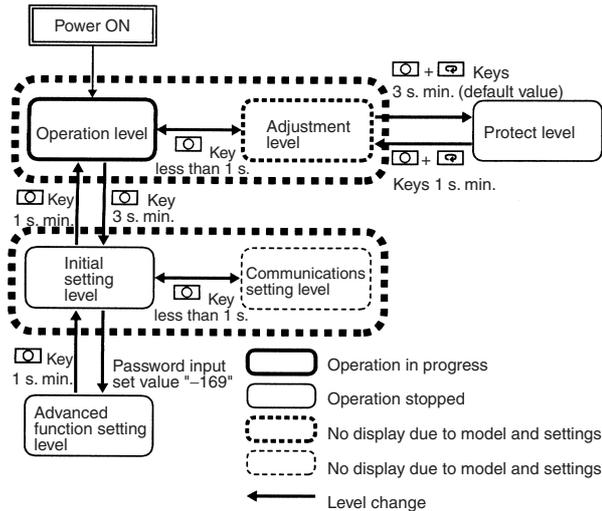 Power ON
Operation level
Key
less than 1 s.
Adjustment
level
+ Keys
3 s. min. (default value)
Protect level
+
Keys 1 s. min.
Key
1 s. min.
Key
3 s. min.
Initial
setting
level
Key
less than 1 s.
Communications
setting level
Key
1 s. min.
Password input
set value "–169"
Advanced
function setting
level
Operation in progress
Operation stopped
No display due to model and settings
No display due to model and settings
Level change